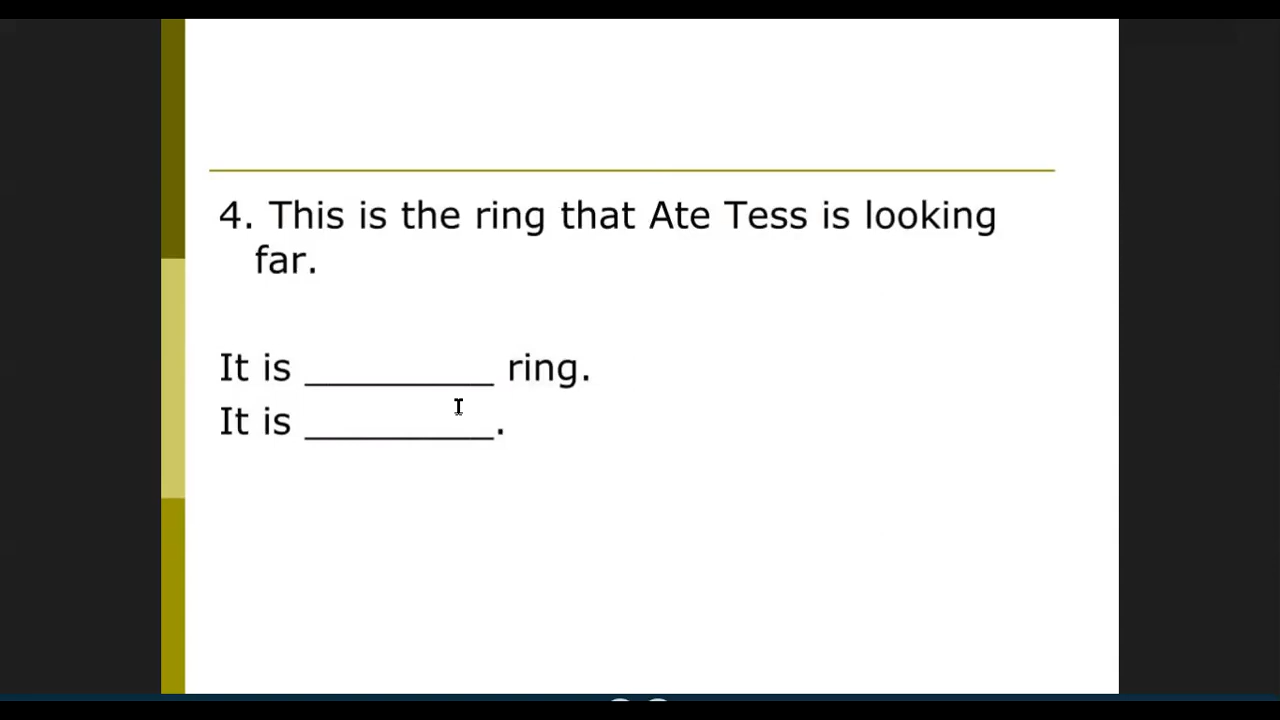 4. This is the ring that Ate Tess is looking
far.
It is __________ ring.
It is __________.